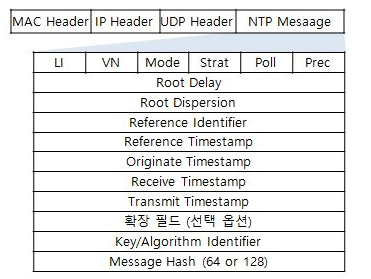 MAC Header IP Header UDP Header NTP Mesaage
LI VN Mode Strat Poll Prec
Root Delay
Root Dispersion
Reference Identifier
Reference Timestamp
Originate Timestamp
Receive Timestamp
Transmit Timestamp
확장 필드 (선택 옵션)
Key/Algorithm Identifier
Message Hash (64 or 128)